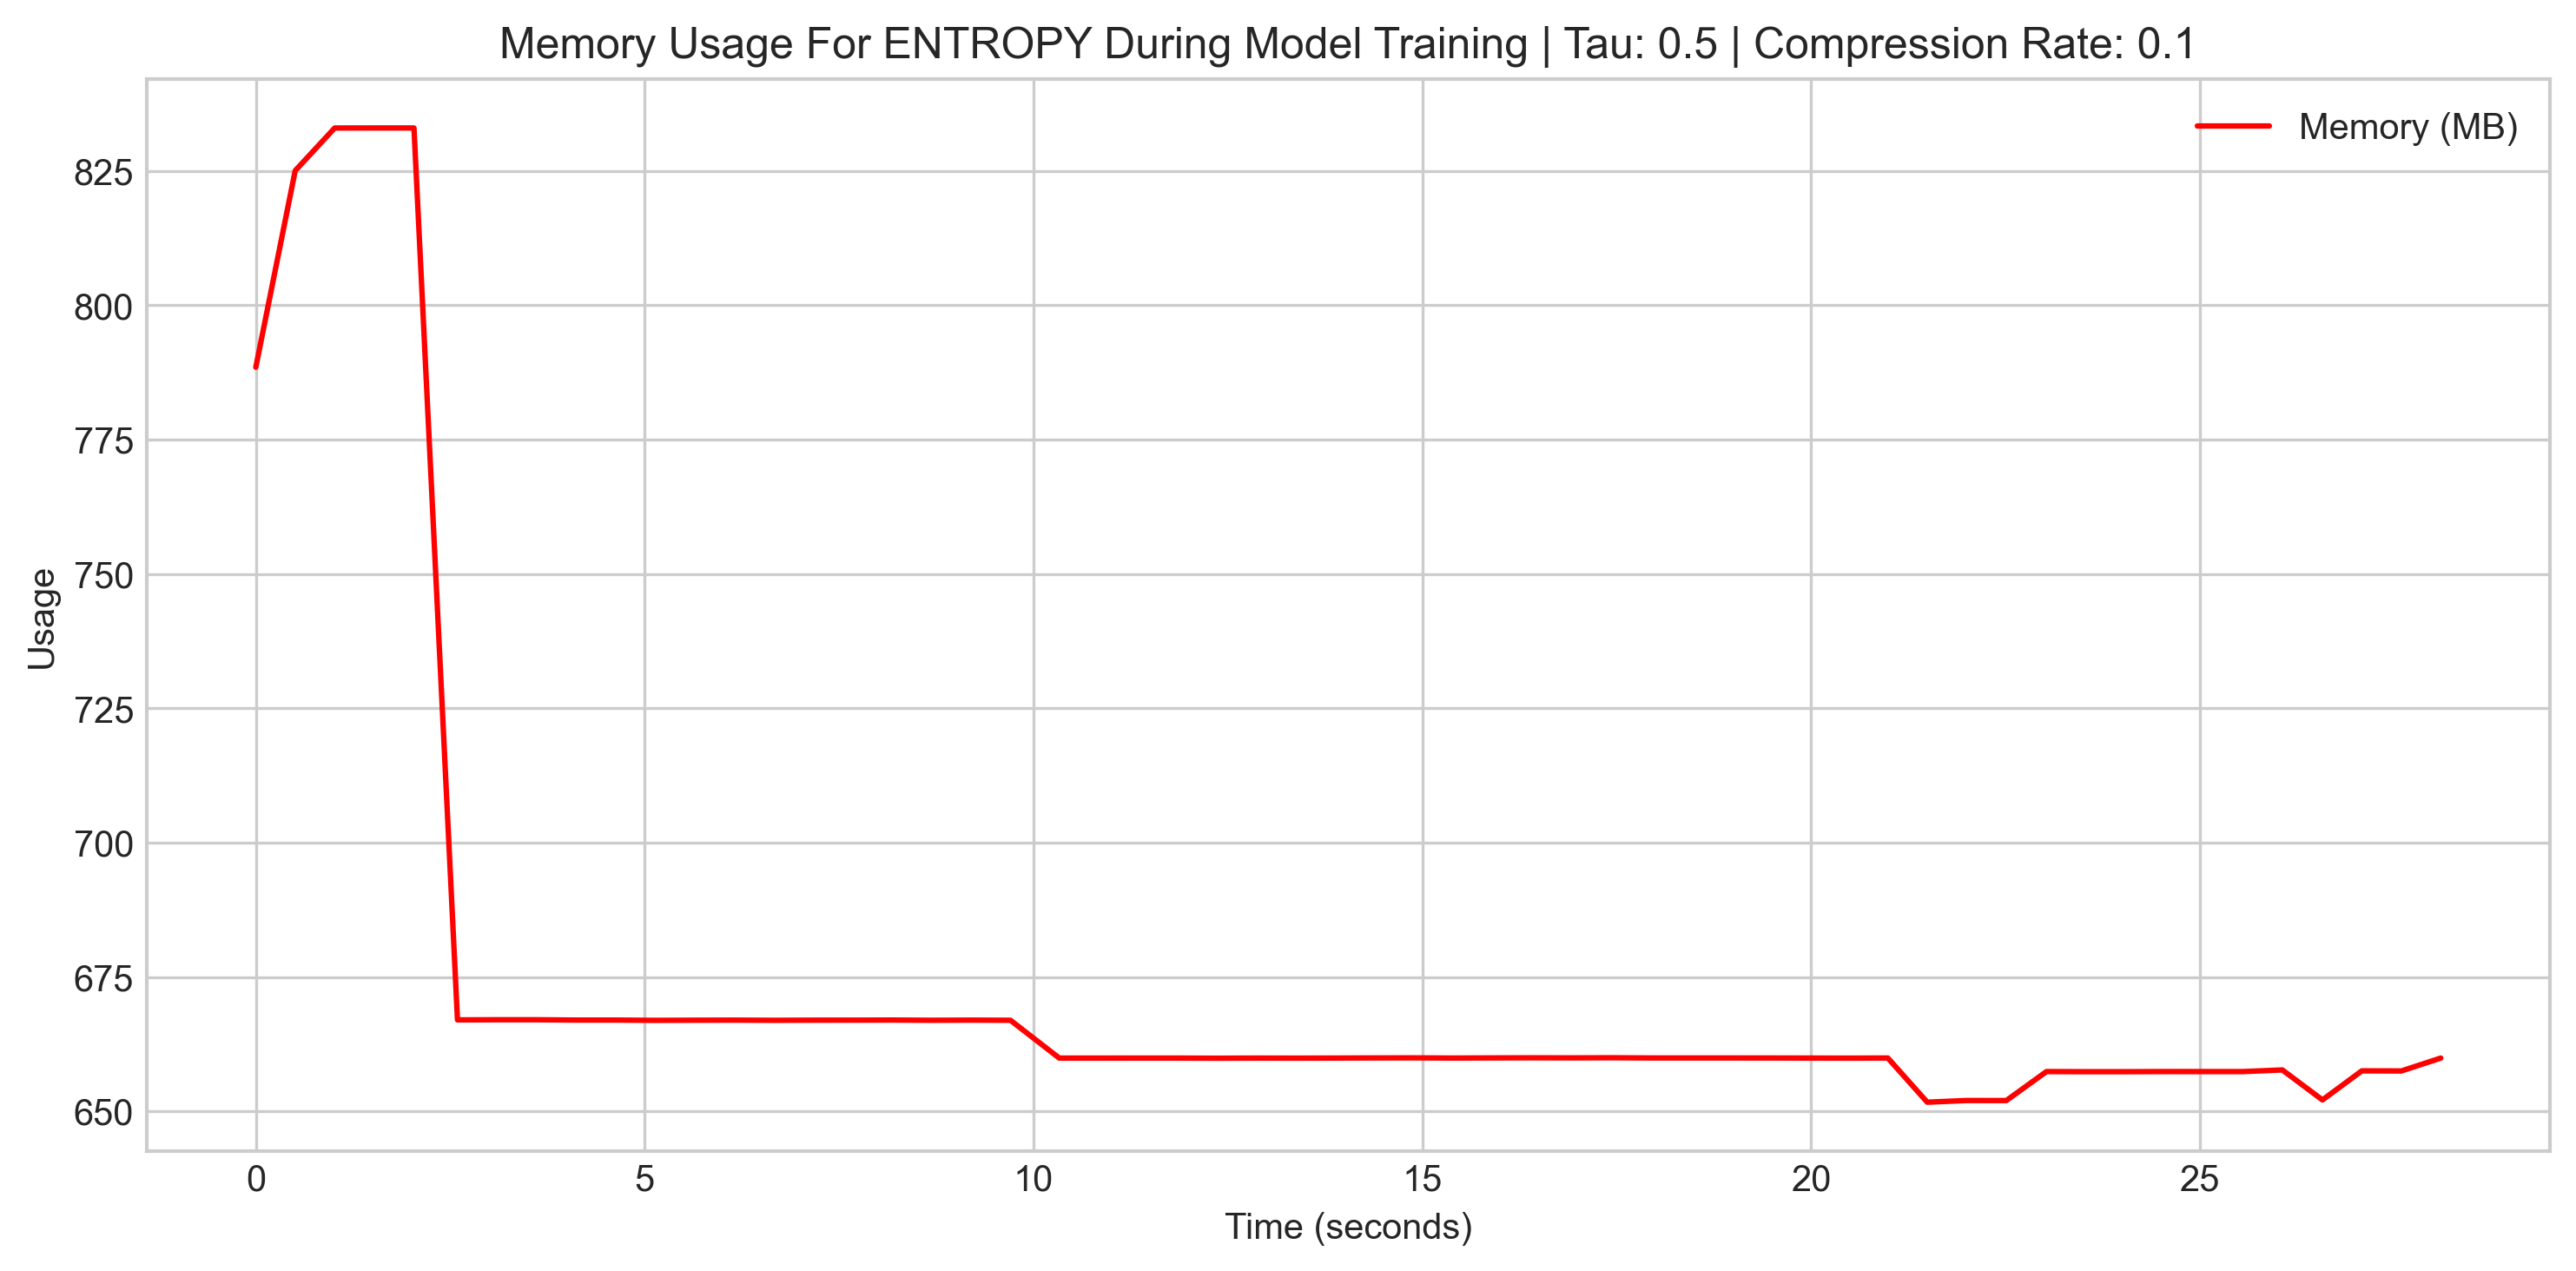 Memory Usage For ENTROPY During Model Training | Tau: 0.5 | Compression Rate: 0.1
Memory (MB)
825
800
775
750
725
700
675
650
Usage
0 5 10 15 20 25
Time (seconds)